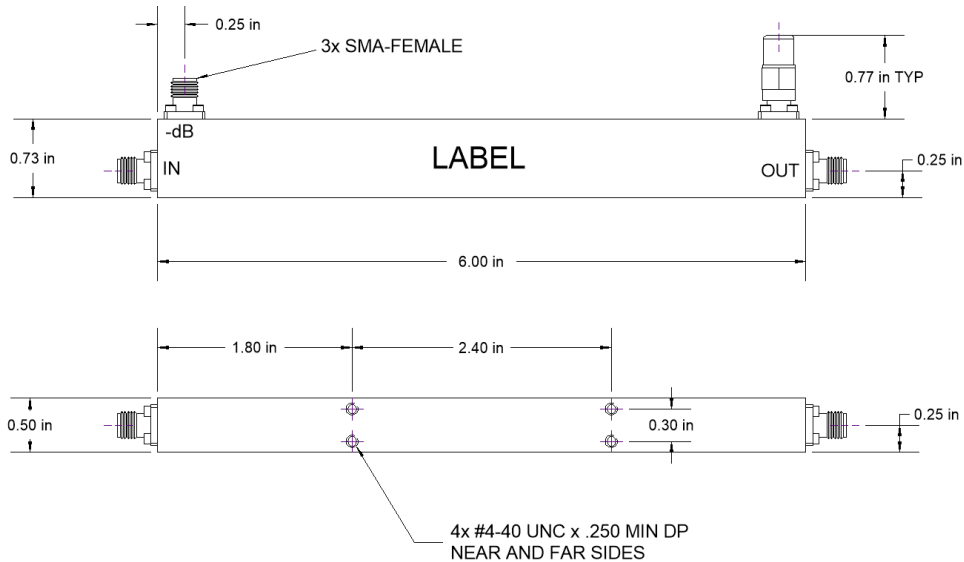 0.25 in
3x SMA-FEMALE
0.77 in TYP
-dB
0.73 in
IN
LABEL
OUT
0.25 in
6.00 in
1.80 in
2.40 in
0.50 in
0.30 in
0.25 in
4x #4-40 UNC x .250 MIN DP
NEAR AND FAR SIDES